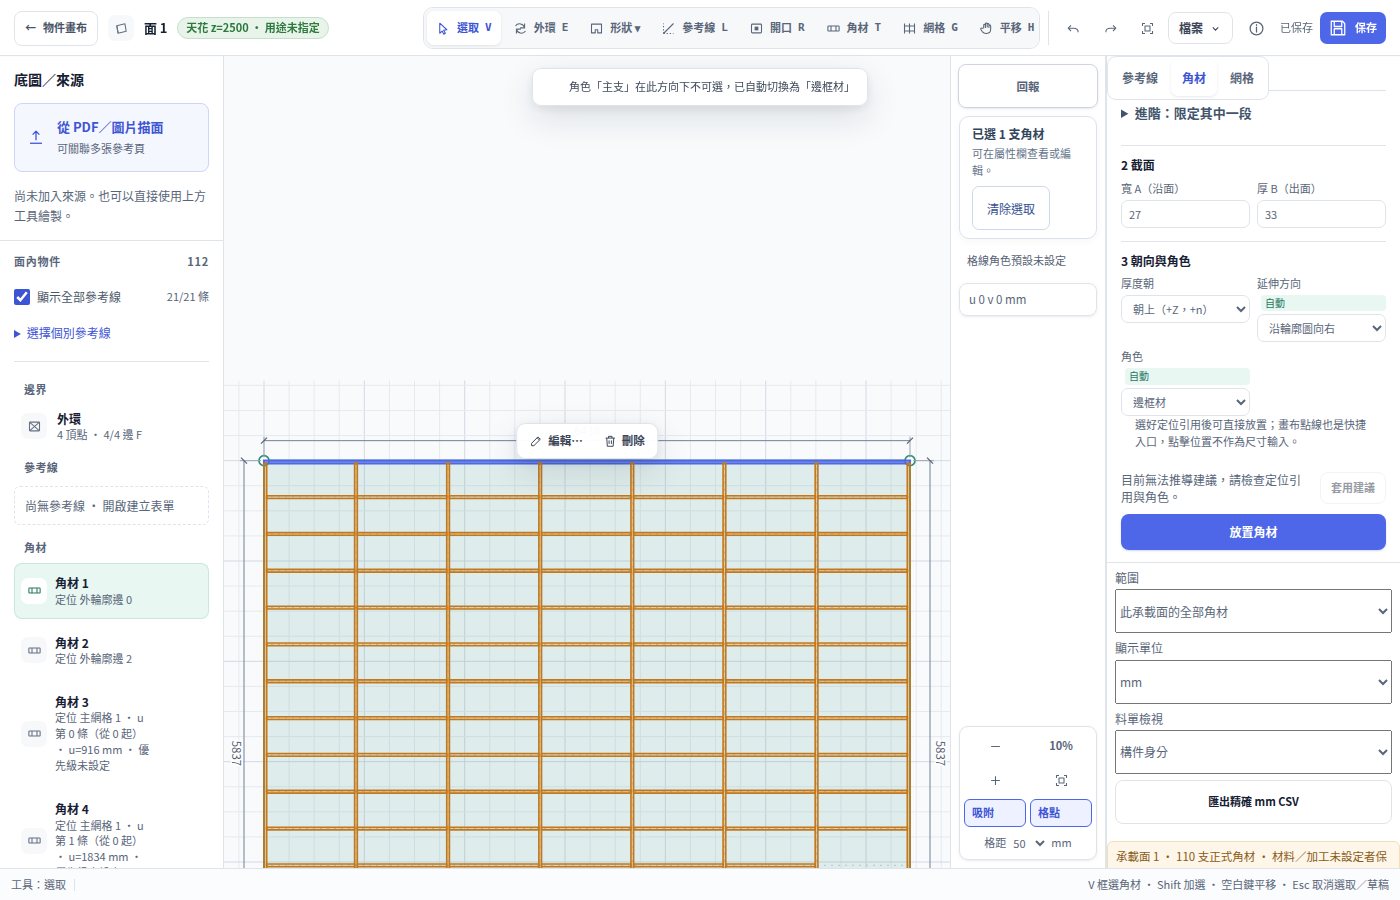 ← 物件畫布
面 1
天花 z=2500 · 用途未指定
選取 V
外環 E
形狀▼
參考線 L
開口 R
角材 T
網格 G
平移 H
檔案
已保存
保存
底圖／來源
從 PDF／圖片描面
可關聯多張參考頁
尚未加入來源。也可以直接使用上方
工具繪製。
面內物件 112
顯示全部參考線 21/21 條
▶ 選擇個別參考線
邊界
外環
4 頂點 · 4/4 邊 F
參考線
尚無參考線 · 開啟建立表單
角材
角材 1
定位 外輪廓邊 0
角材 2
定位 外輪廓邊 2
角材 3
定位 主網格 1 · u
第 0 條（從 0 起）
· u=916 mm · 優
先級未設定
角材 4
定位 主網格 1 · u
第 1 條（從 0 起）
· u=1834 mm ·
角色「主支」在此方向下不可選，已自動切換為「邊框材」
編輯…
刪除
5837
5837
回報
已選 1 支角材
可在屬性欄查看或編
輯。
清除選取
格線角色預設未設定
u 0 v 0 mm
— 10%
+
吸附
格點
格距 50 mm
參考線
角材
網格
▶ 進階：限定其中一段
2 截面
寬 A（沿面）
厚 B（出面）
27
33
3 朝向與角色
厚度朝
延伸方向
自動
朝上（+Z，+n）
沿輪廓圖向右
角色
自動
邊框材
選好定位引用後可直接放置；畫布點線也是快捷
入口，點擊位置不作為尺寸輸入。
目前無法推導建議，請檢查定位引
用與角色。
套用建議
放置角材
範圍
此承載面的全部角材
顯示單位
mm
料單檢視
構件身分
匯出精確 mm CSV
承載面 1 · 110 支正式角材 · 材料／加工未設定者保
工具：選取
V 框選角材 · Shift 加選 · 空白鍵平移 · Esc 取消選取／草稿